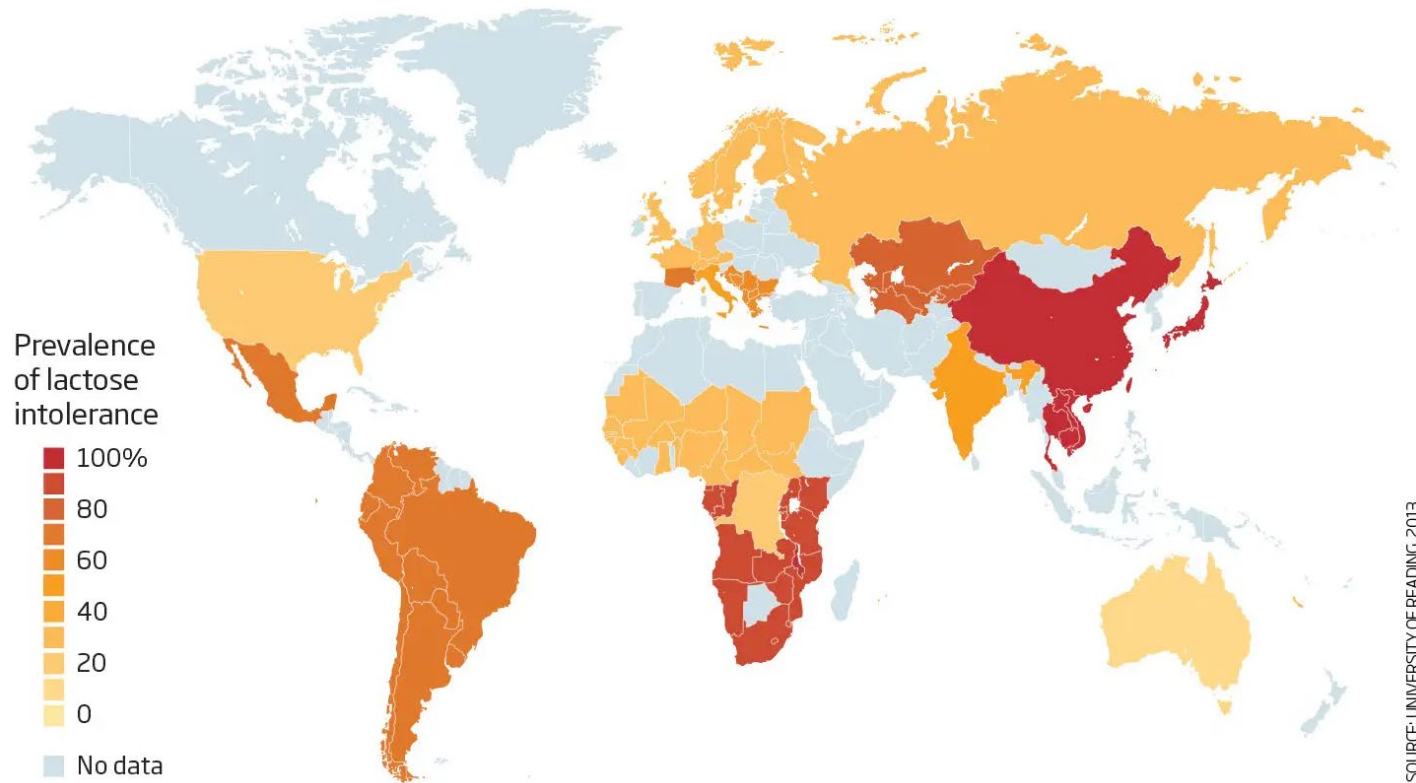 Prevalence
of lactose
intolerance
100%
80
60
40
20
0
No data
SOURCE: UNIVERSITY OF READING, 2013